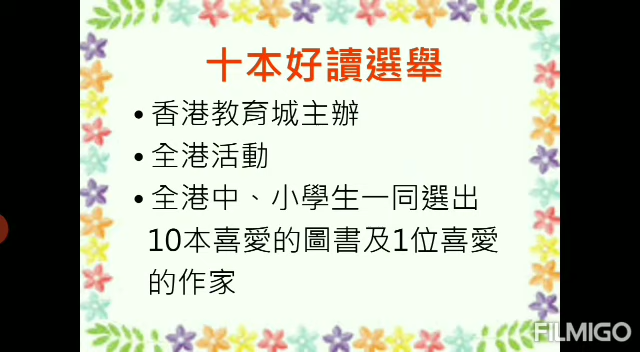 十本好讀選舉
•香港教育城主辦
•全港活動
•全港中、小學生一同選出
10本喜愛的圖書及1位喜愛
的作家
FILMIGO